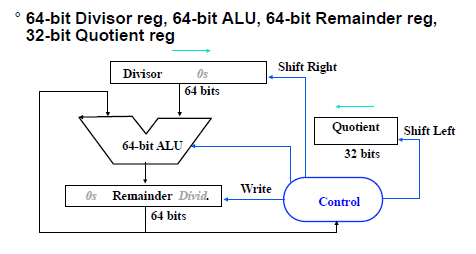 ° 64-bit Divisor reg, 64-bit ALU, 64-bit Remainder reg,
32-bit Quotient reg
Shift Right
Divisor 0s
64 bits
Quotient
Shift Left
64-bit ALU
32 bits
0s Remainder Divid.
Write
Control
64 bits